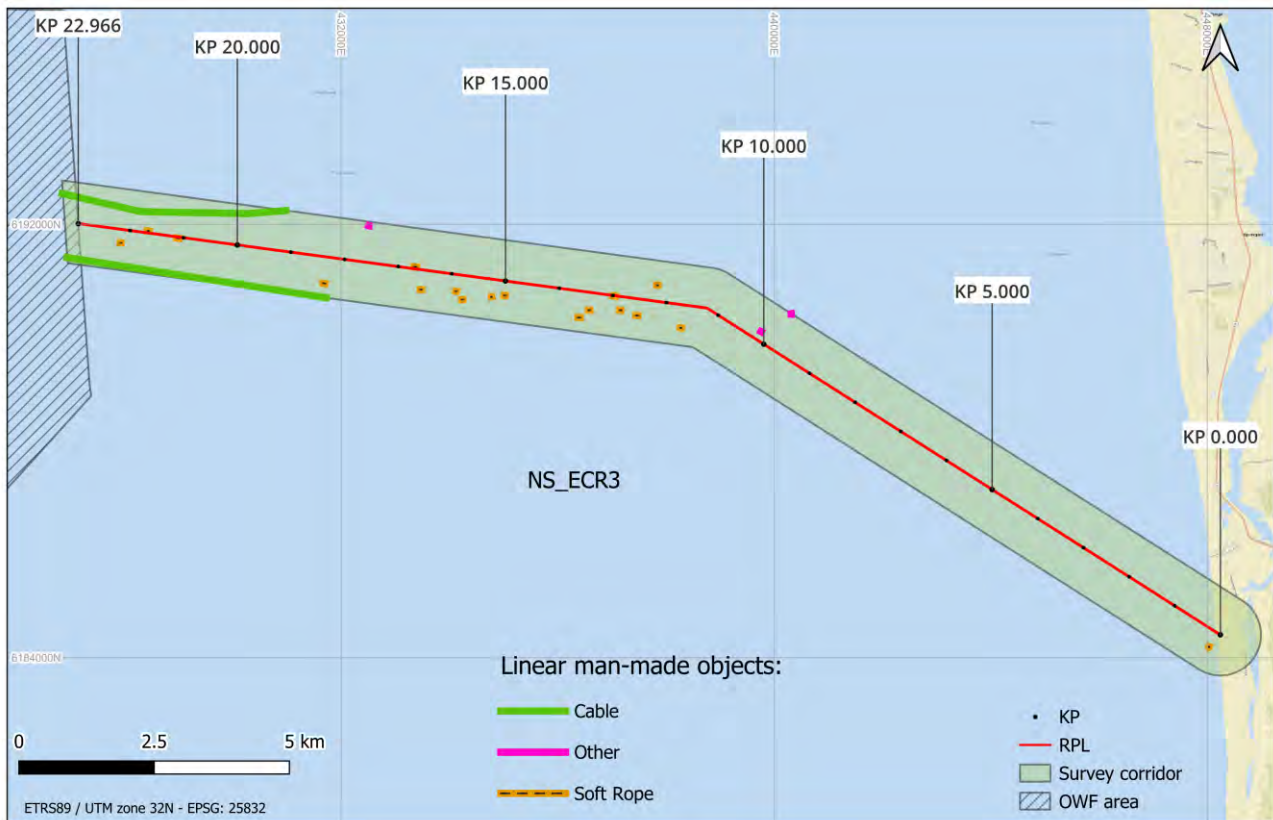 KP 22.966
432000E
440000E
448000E
KP 20.000
KP 15.000
KP 10.000
6192000N
KP 5.000
KP 0.000
NS_ECR3
6184000N
Linear man-made objects:
Cable
Other
Soft Rope
KP
RPL
Survey corridor
OWF area
0 2.5 5 km
ETRS89 / UTM zone 32N - EPSG: 25832